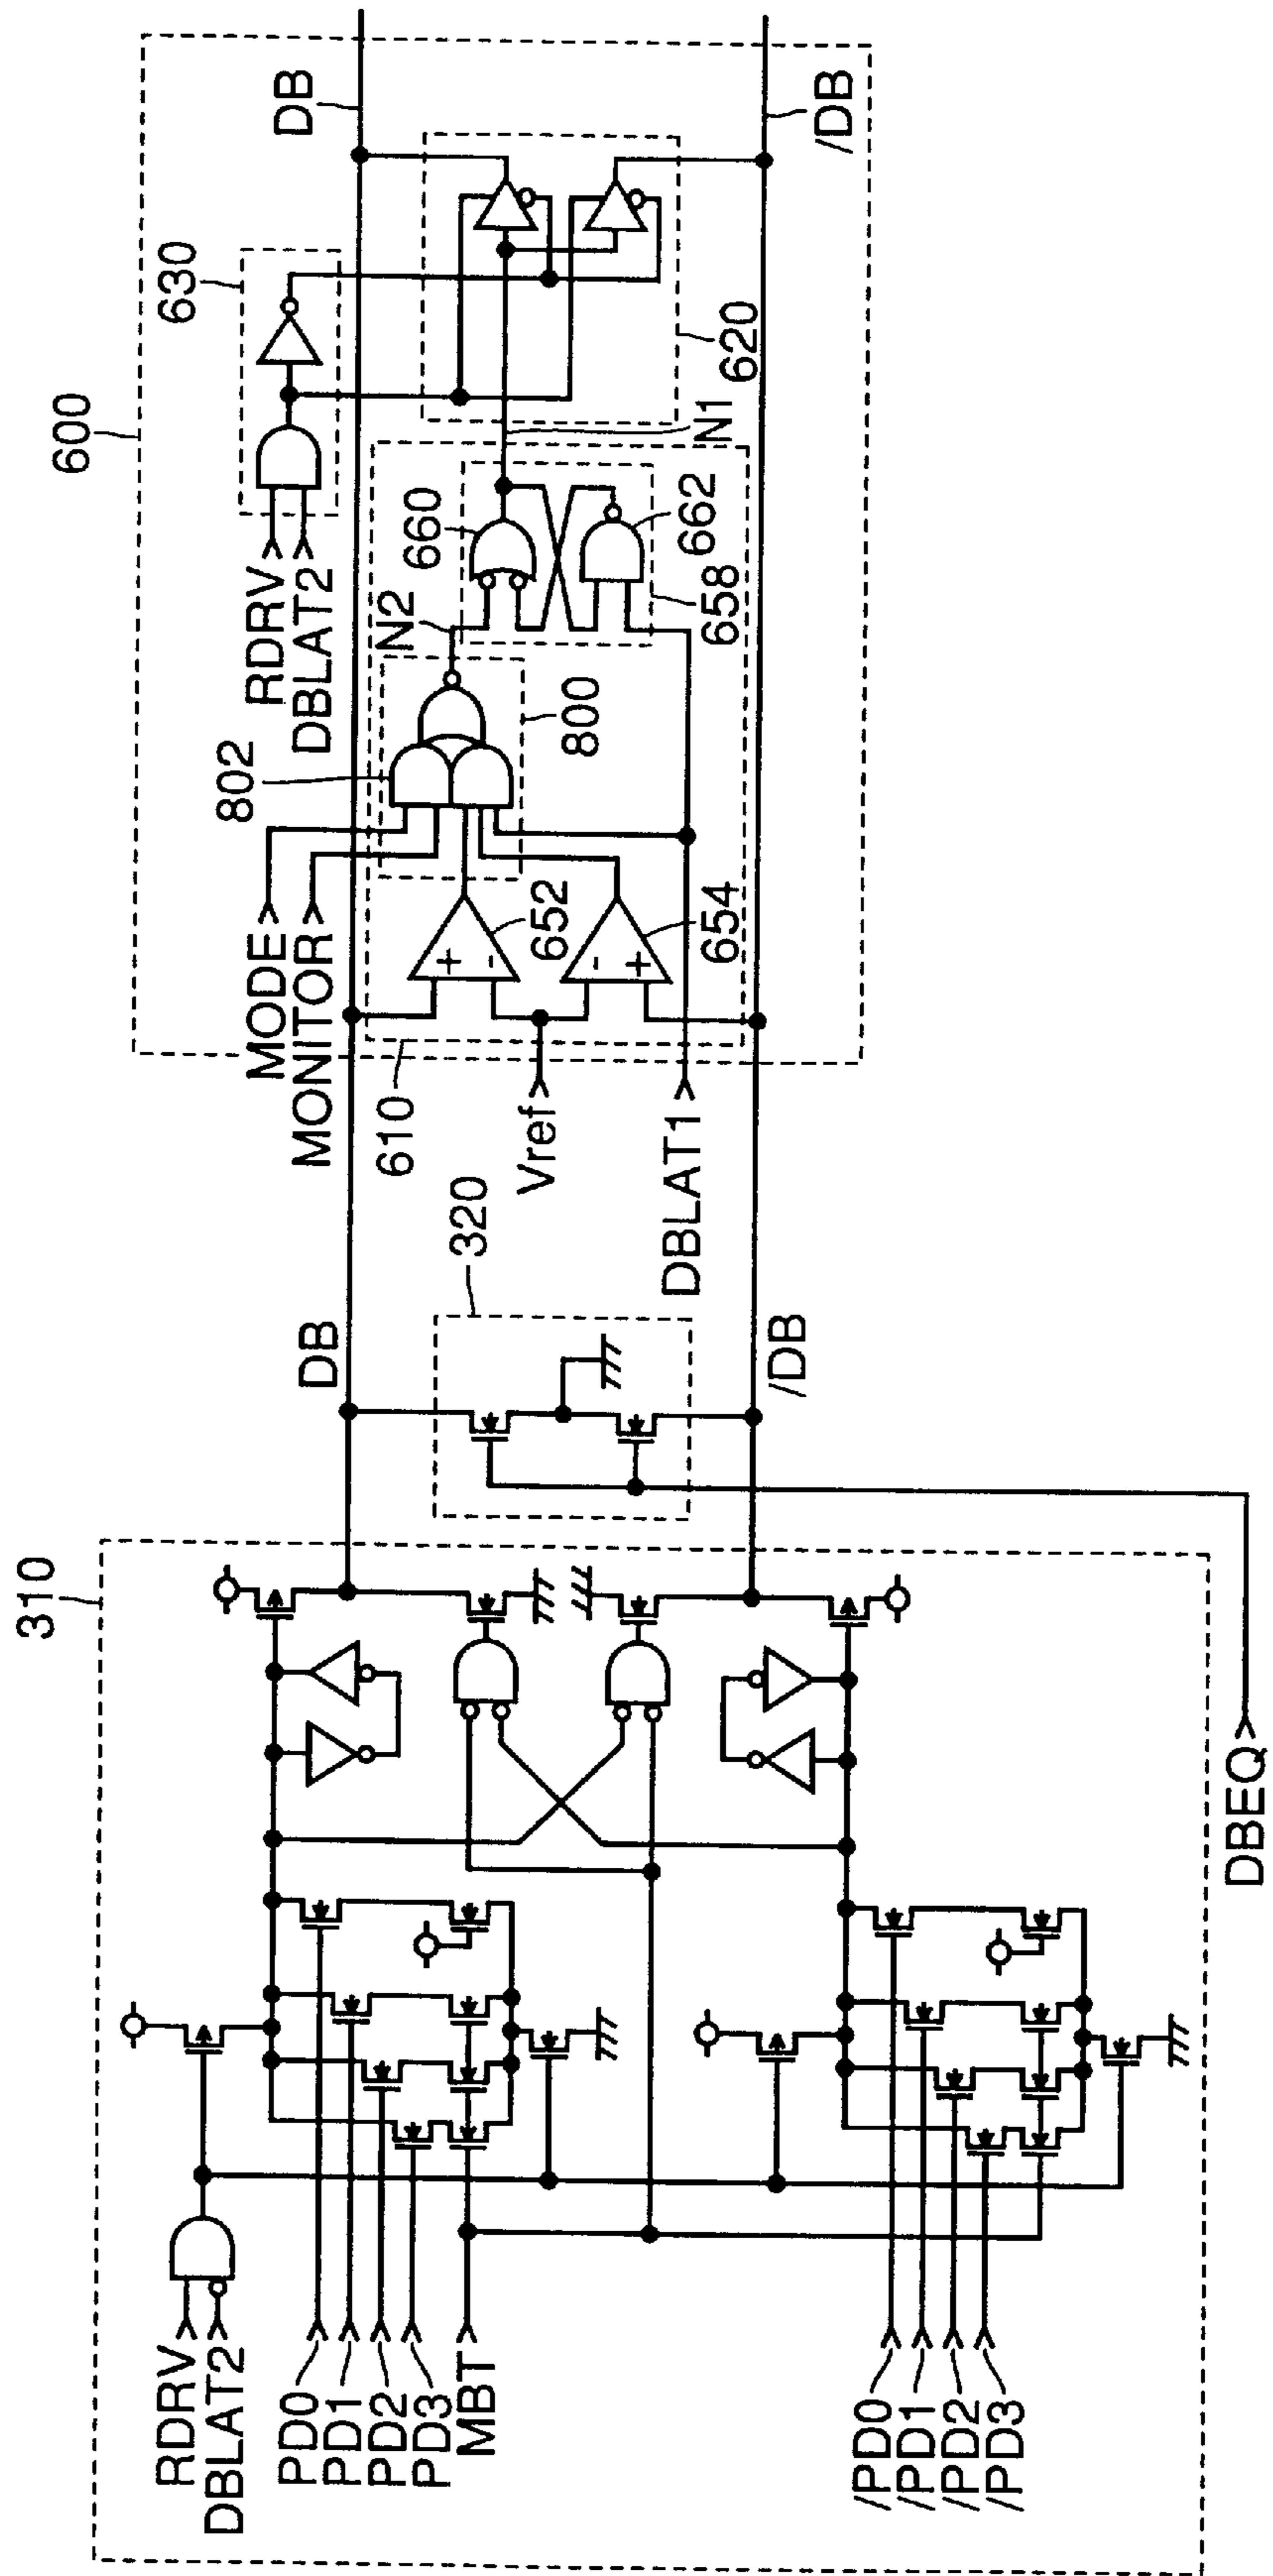 310
RDRV
DBLAT2
PD0
PD1
PD2
PD3
MBT
/PD0
/PD1
/PD2
/PD3
DBEQ
320
DB
/DB
600
MODE
MONITOR
610
Vref
DBLAT1
802
RDRV
DBLAT2
630
+
-
652
-
+
654
800
N2
660
662
658
N1
620
DB
/DB